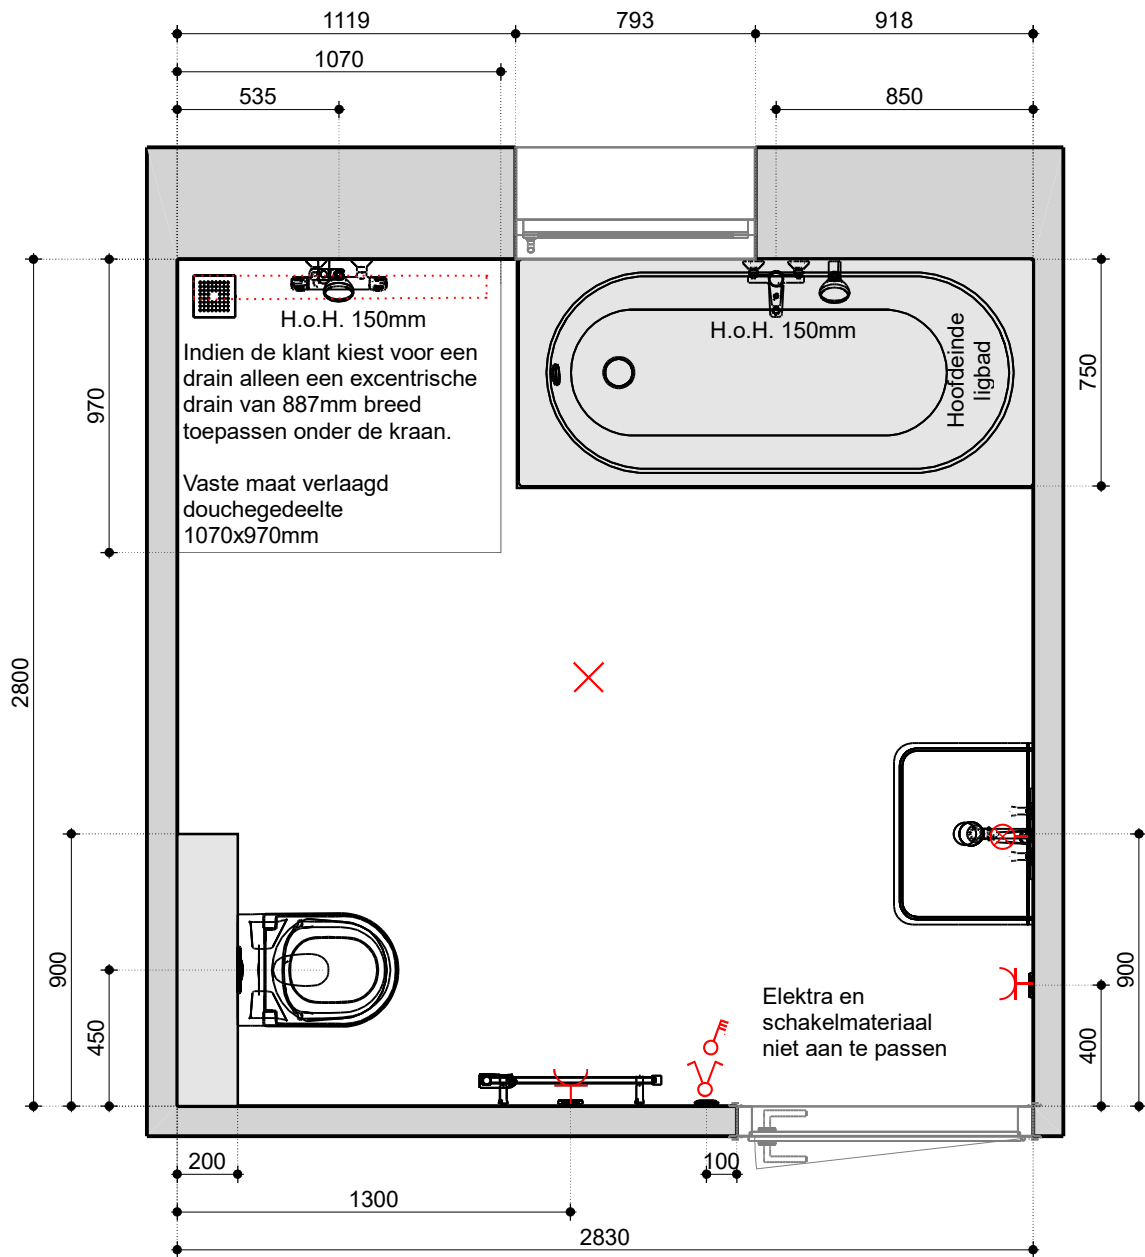 1119
793
918
1070
535
850
H.o.H. 150mm
H.o.H. 150mm
Hoofdeinde
ligbad
Indien de klant kiest voor een
drain alleen een excentrische
drain van 887mm breed
toepassen onder de kraan.
Vaste maat verlaagd
douchegedeelte
1070x970mm
970
750
2800
900
450
Elektra en
schakelmateriaal
niet aan te passen
900
400
200
100
1300
2830